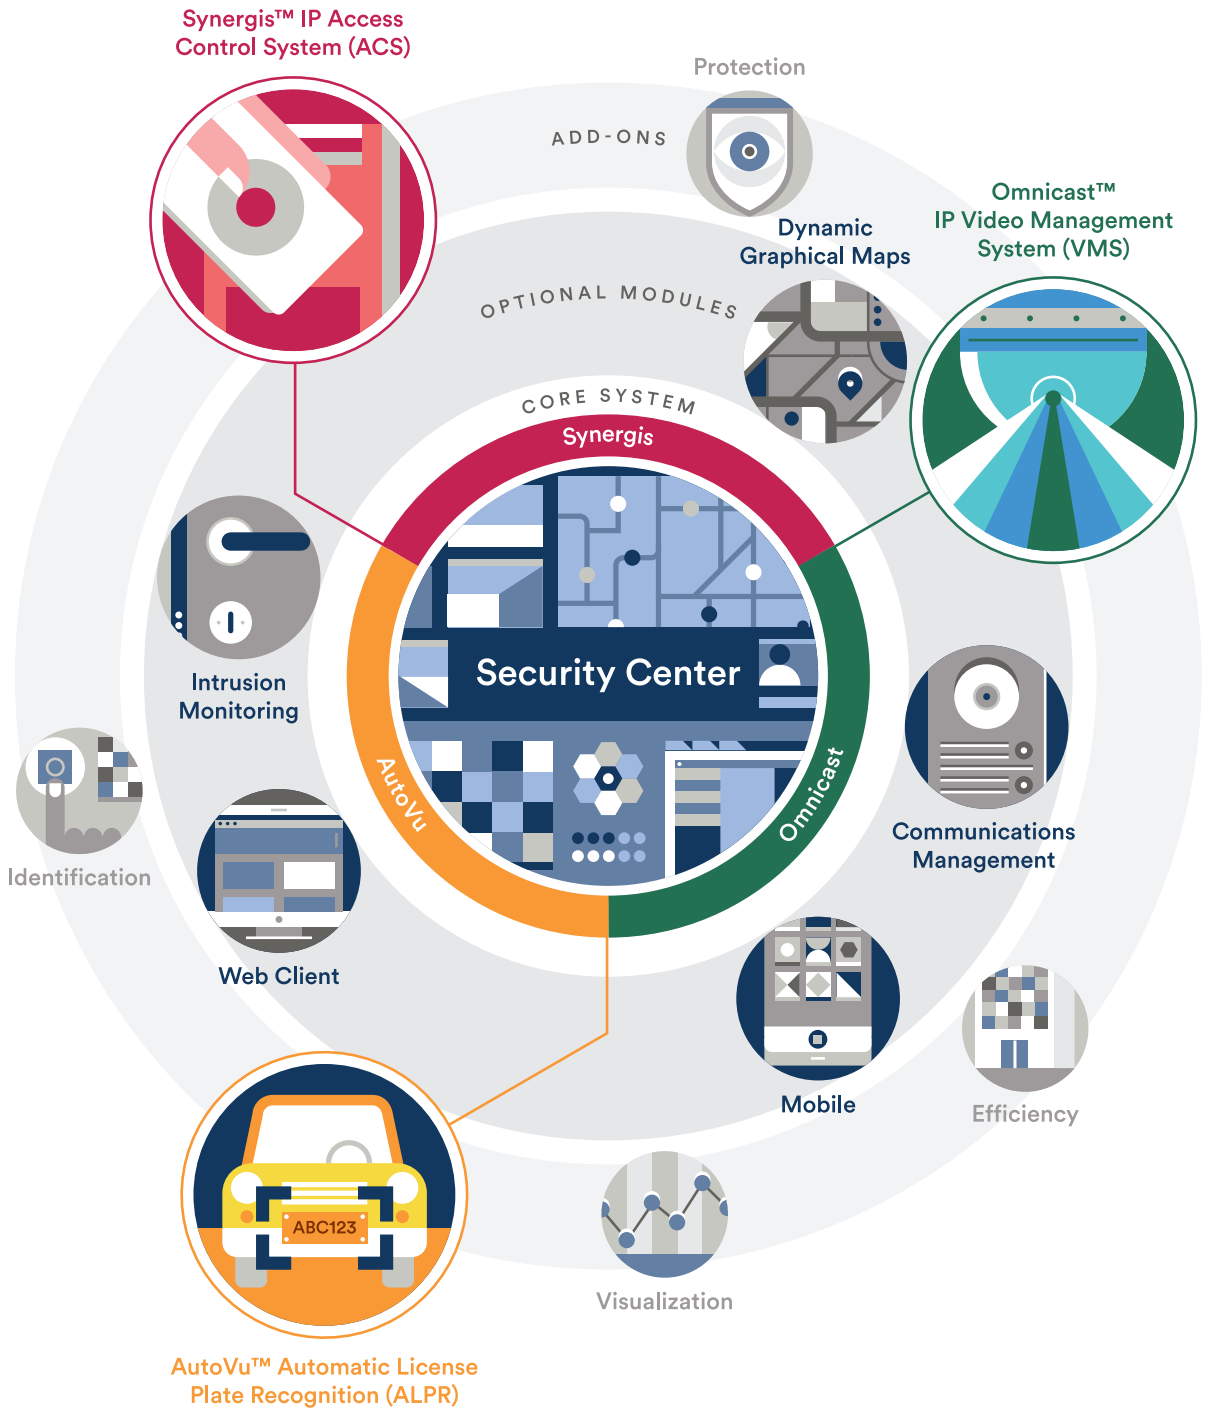 Synergis™ IP Access
Control System (ACS)
Protection
ADD-ONS
Omnicast™
IP Video Management
System (VMS)
Dynamic
Graphical Maps
OPTIONAL MODULES
CORE SYSTEM
Synergis
Security Center
Intrusion
Monitoring
AutoVu
Omnicast
Communications
Management
Identification
Web Client
Mobile
Efficiency
ABC123
Visualization
AutoVu™ Automatic License
Plate Recognition (ALPR)